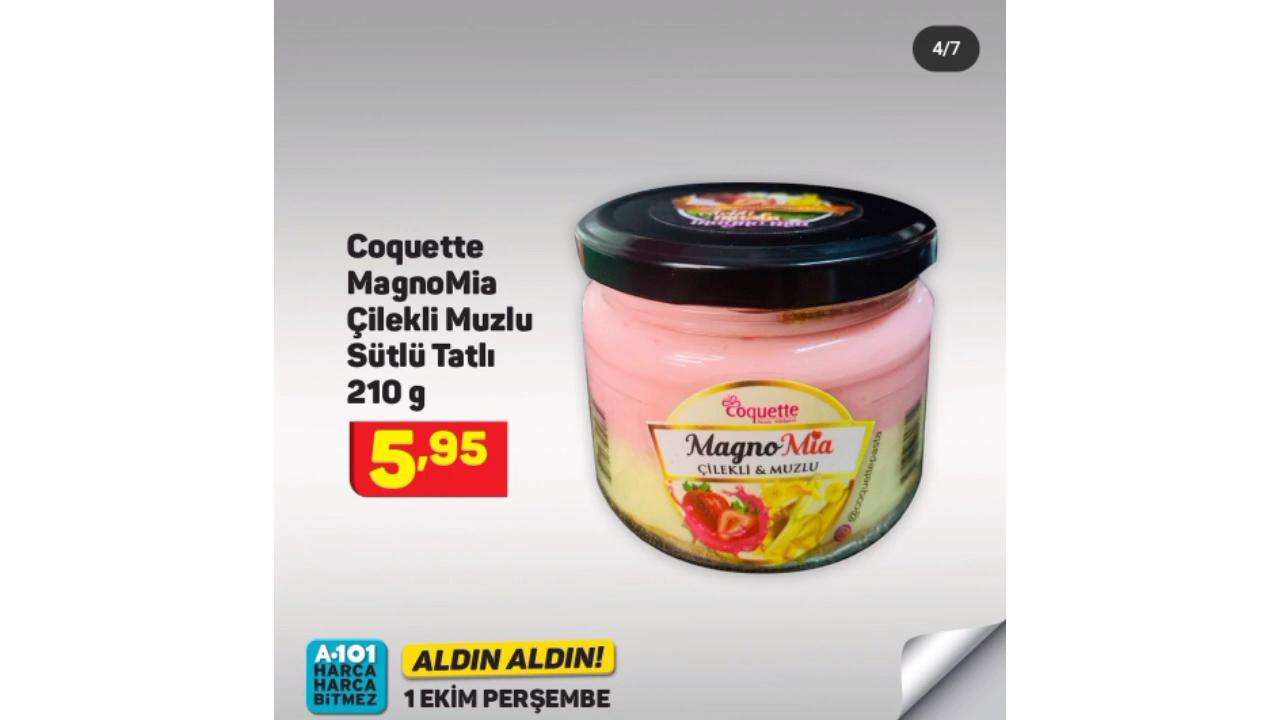 4/7
Coquette
MagnoMia
Çilekli Muzlu
Sütlü Tatlı
210 g
5,95
Coquette
MagnoMia
ÇİLEKLİ & MUZLU
@coquettepasta
A101
HARCA
HARCA
BİTMEZ
ALDIN ALDIN!
1 EKİM PERŞEMBE